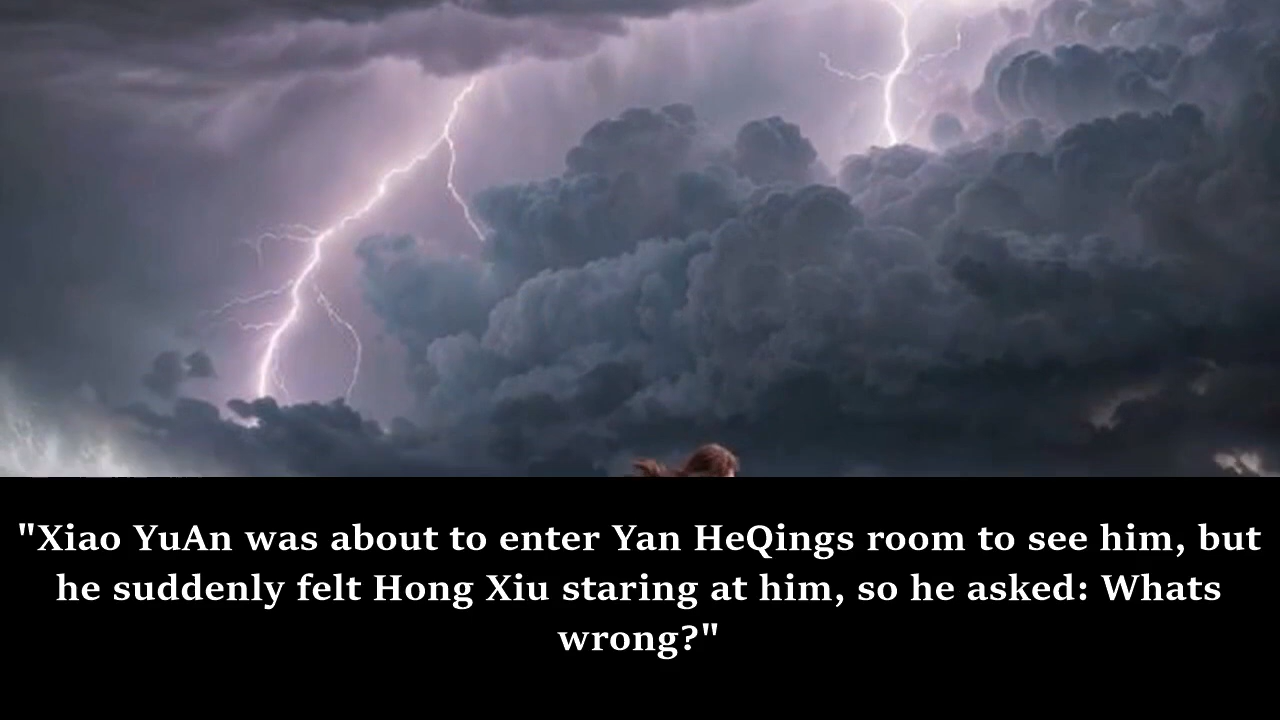 "Xiao YuAn was about to enter Yan HeQings room to see him, but
he suddenly felt Hong Xiu staring at him, so he asked: Whats
wrong?"